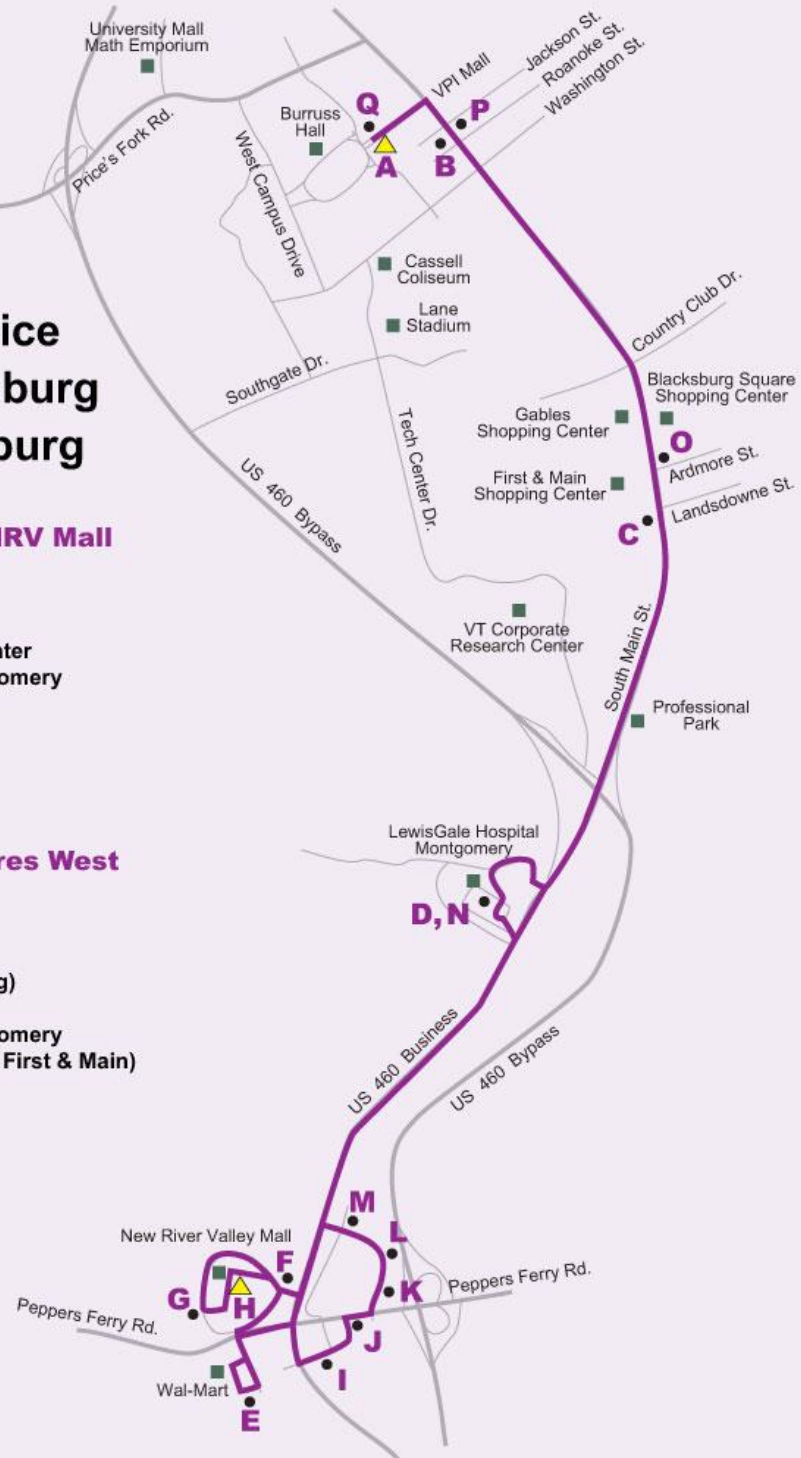 University Mall
Math Emporium
VPI Mall
Jackson St.
Roanoke St.
Washington St.
Q
P
Burruss
Hall
A
B
Price's Fork Rd.
West Campus Drive
Cassell
Coliseum
Lane
Stadium
Country Club Dr.
ice
burg
burg
Southgate Dr.
Blacksburg Square
Shopping Center
Gables
Shopping Center
O
Ardmore St.
Tech Center Dr.
First & Main
Shopping Center
Landsdowne St.
US 460 Bypass
C
NRV Mall
VT Corporate
Research Center
South Main St.
nter
omery
Professional
Park
LewisGale Hospital
Montgomery
res West
D, N
g)
omery
First & Main)
US 460 Business
US 460 Bypass
M
L
New River Valley Mall
F
K
Peppers Ferry Rd.
G
H
Peppers Ferry Rd.
J
I
Wal-Mart
E